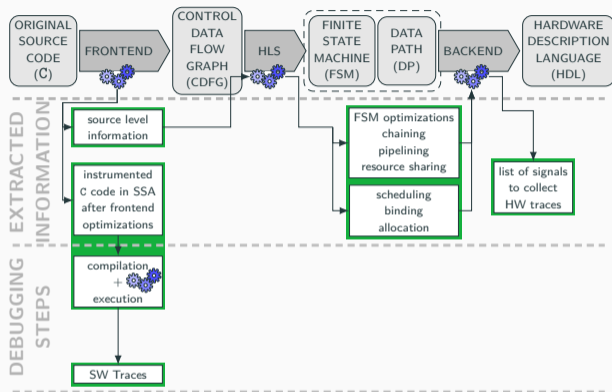 ORIGINAL
SOURCE
CODE
(C)
FRONTEND
CONTROL
DATA
FLOW
GRAPH
(CDFG)
HLS
FINITE
STATE
MACHINE
(FSM)
DATA
PATH
(DP)
BACKEND
HARDWARE
DESCRIPTION
LANGUAGE
(HDL)
EXTRACTED
INFORMATION
source level
information
instrumented
C code in SSA
after frontend
optimizations
FSM optimizations
chaining
pipelining
resource sharing
scheduling
binding
allocation
list of signals
to collect
HW traces
DEBUGGING
STEPS
compilation
+
execution
SW Traces